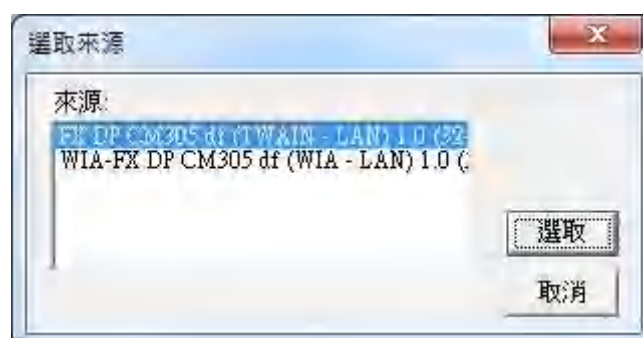 選取來源
來源:
FX DP CM305 df (TWAIN - LAN) 1.0 (32-
WIA-FX DP CM305 df (WIA - LAN) 1.0 (
選取
取消